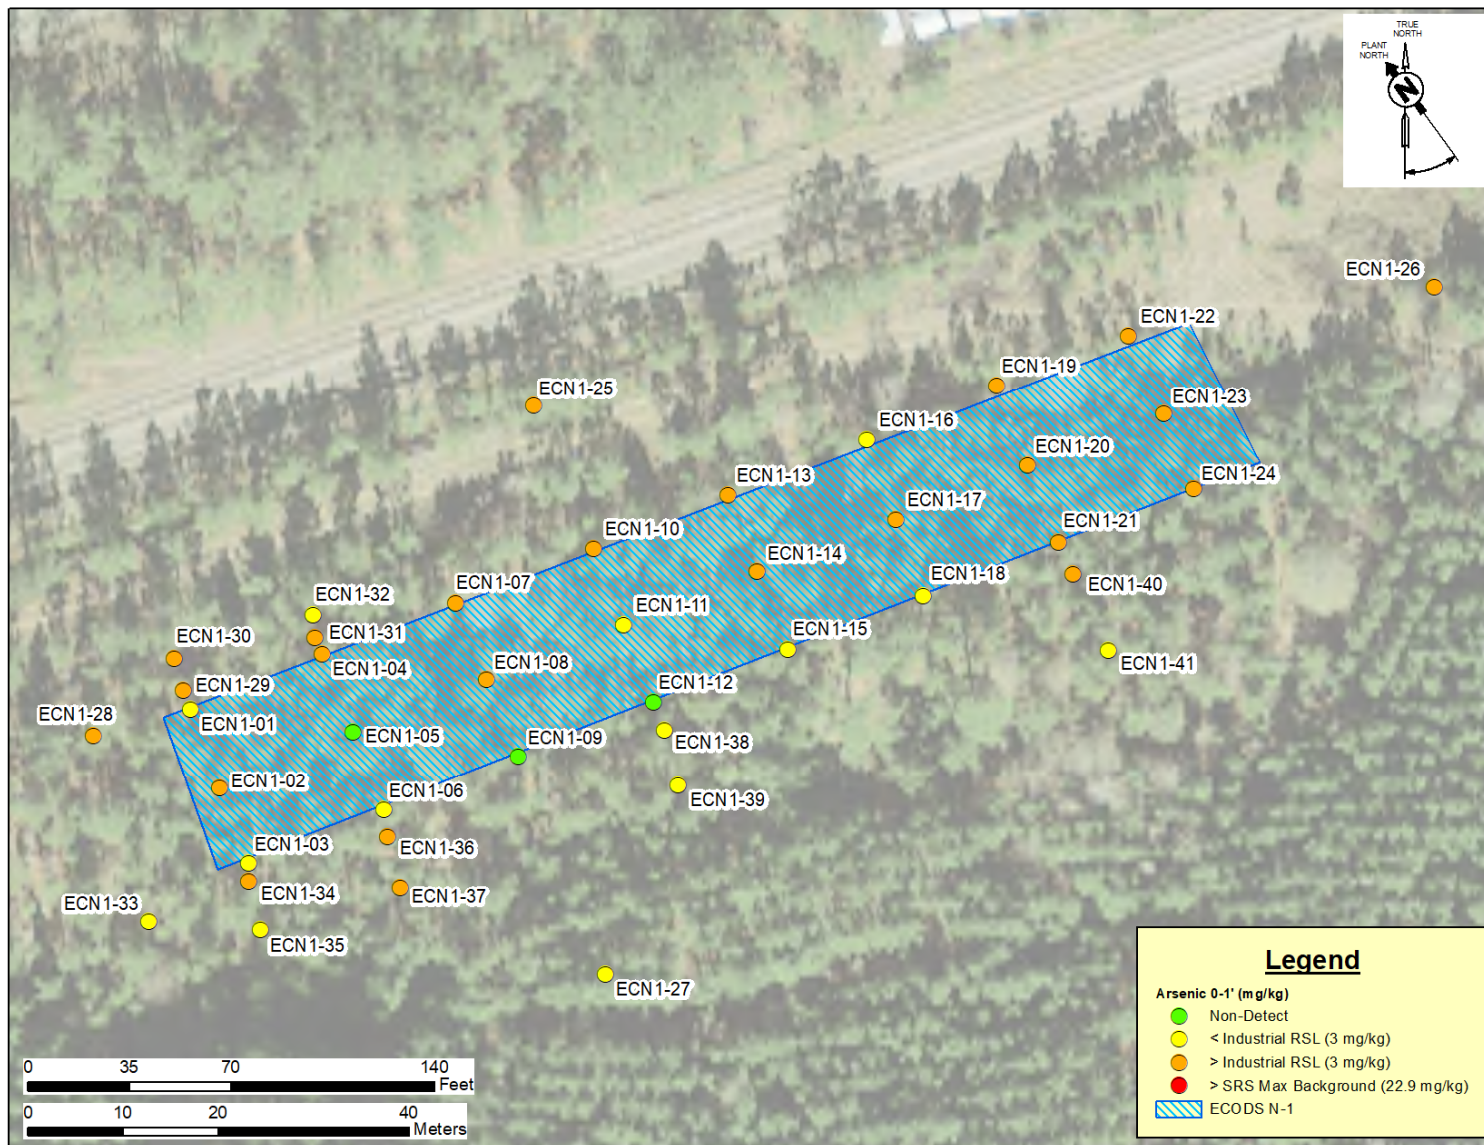 TRUE
NORTH
PLANT
NORTH
N
ECN1-26
ECN1-22
ECN1-19
ECN1-25
ECN1-23
ECN1-16
ECN1-20
ECN1-13
ECN1-24
ECN1-17
ECN1-10
ECN1-21
ECN1-14
ECN1-07
ECN1-18
ECN1-40
ECN1-32
ECN1-11
ECN1-31
ECN1-15
ECN1-30
ECN1-04
ECN1-41
ECN1-08
ECN1-29
ECN1-12
ECN1-28
ECN1-01
ECN1-05
ECN1-38
ECN1-09
ECN1-02
ECN1-06
ECN1-39
ECN1-03
ECN1-36
ECN1-34
ECN1-37
ECN1-33
ECN1-35
ECN1-27
Legend
Arsenic 0-1' (mg/kg)
Non-Detect
< Industrial RSL (3 mg/kg)
> Industrial RSL (3 mg/kg)
> SRS Max Background (22.9 mg/kg)
ECODS N-1
0 35 70 140
Feet
0 10 20 40
Meters